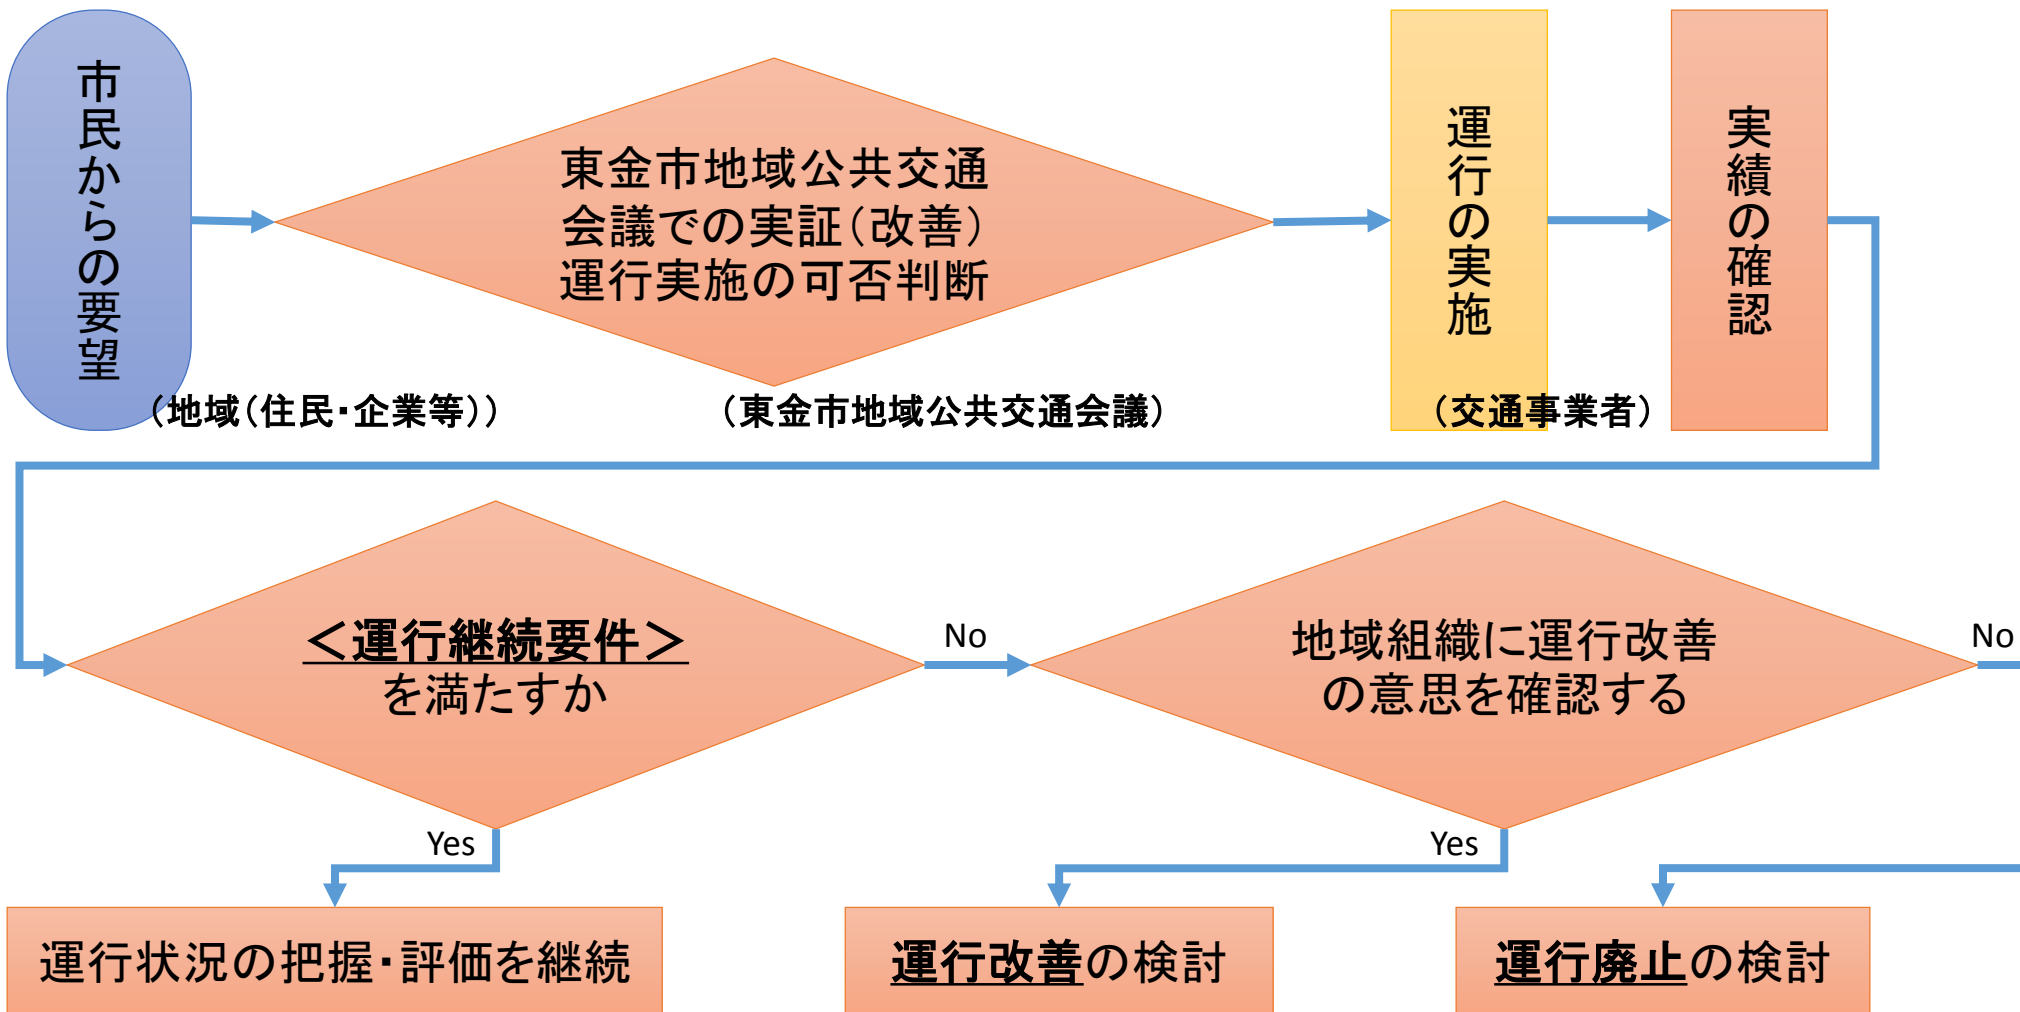 市民からの要望
東金市地域公共交通
会議での実証（改善）
運行実施の可否判断
運行の実施
実績の確認
（地域（住民・企業等））
（東金市地域公共交通会議）
（交通事業者）
＜運行継続要件＞
を満たすか
No
地域組織に運行改善
の意思を確認する
No
Yes
Yes
運行状況の把握・評価を継続
運行改善の検討
運行廃止の検討